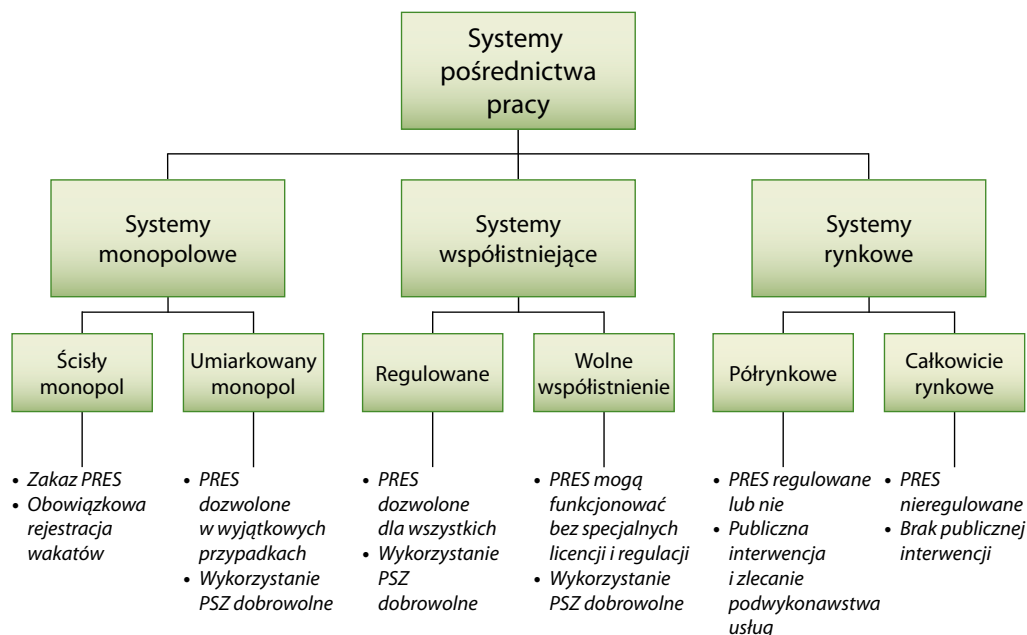 Systemy
pośrednictwa
pracy
Systemy
monopolowe
Systemy
współistniejące
Systemy
rynkowe
Ścisły
monopol
Umiarkowany
monopol
Regulowane
Wolne
współistnienie
Półrynkowe
Całkowicie
rynkowe
• Zakaz PRES
• Obowiązkowa
rejestracja
wakatów
• PRES
dozwolone
w wyjątkowych
przypadkach
• Wykorzystanie
PSZ dobrowolne
• PRES
dozwolone
dla wszystkich
• Wykorzystanie
PSZ
dobrowolne
• PRES mogą
funkcjonować
bez specjalnych
licencji i regulacji
• Wykorzystanie
PSZ dobrowolne
• PRES regulowane
lub nie
• Publiczna
interwencja
i zlecanie
podwykonawstwa
usług
• PRES
nieregulowane
• Brak publicznej
interwencji